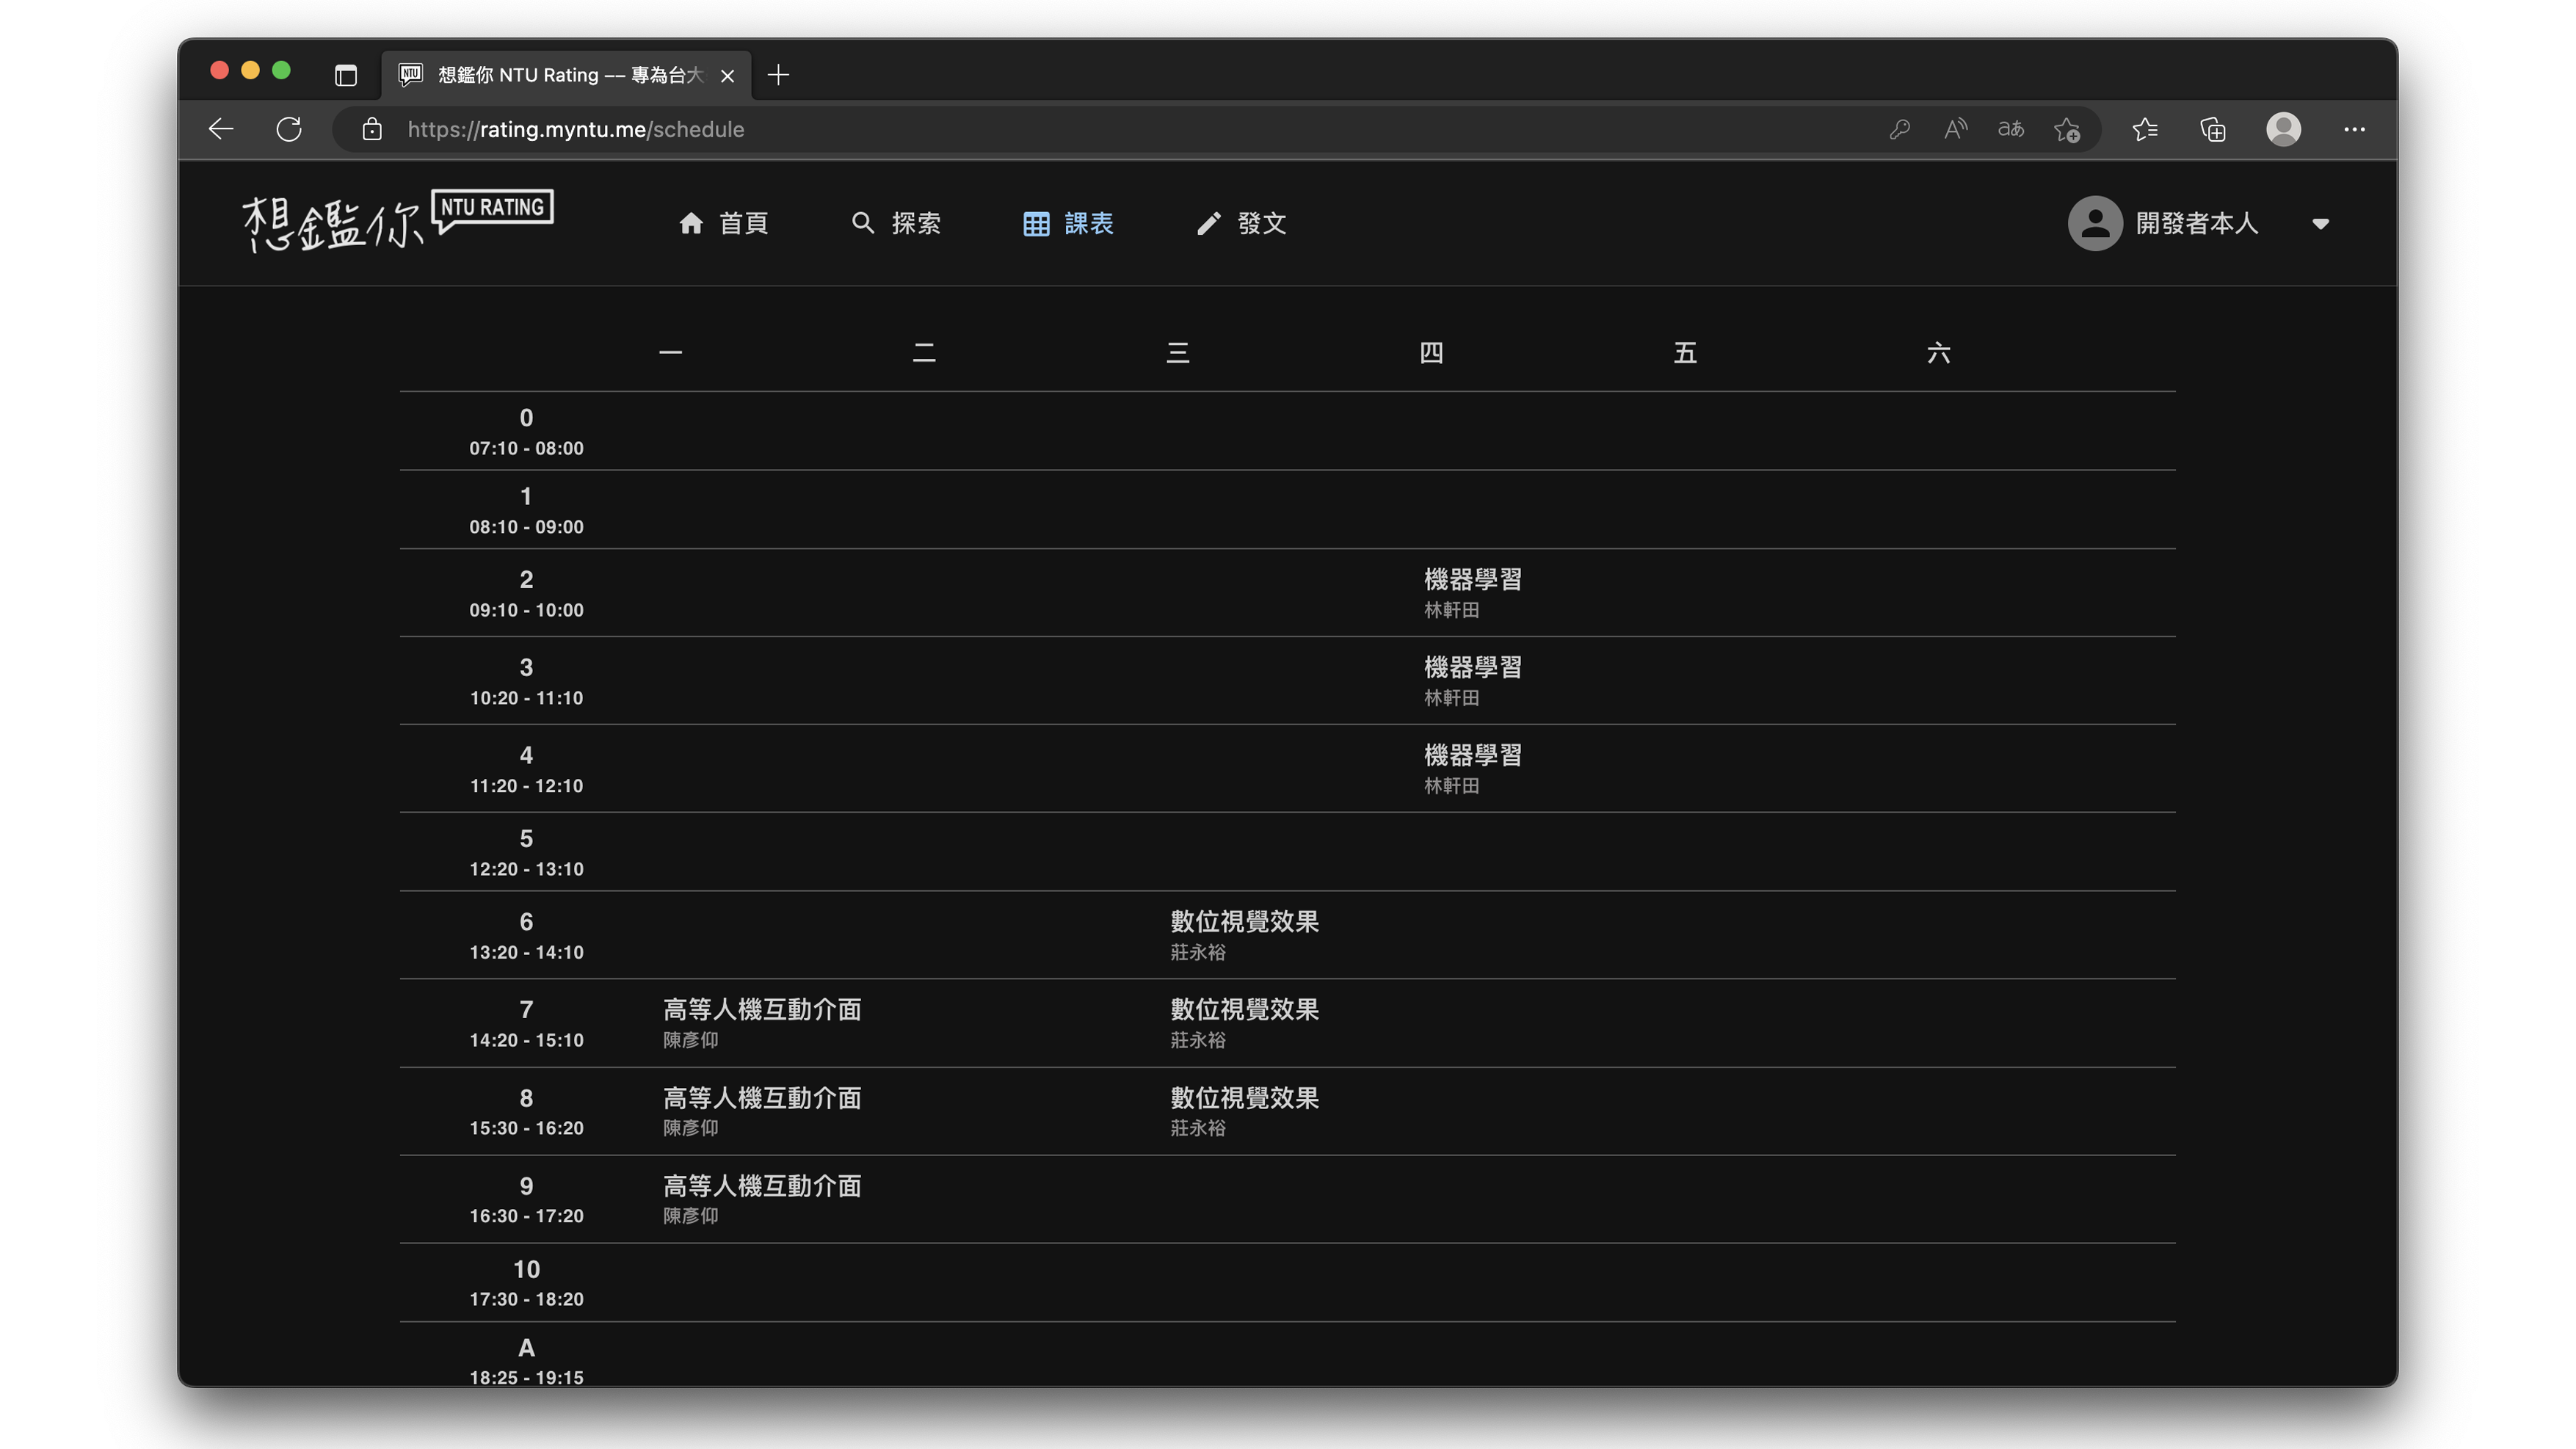 想鑑你 NTU Rating –– 專為台大
https://rating.myntu.me/schedule
想鑑你 NTU RATING
首頁 探索 課表 發文 開發者本人
一 二 三 四 五 六
0
07:10 - 08:00
1
08:10 - 09:00
2 機器學習
09:10 - 10:00 林軒田
3 機器學習
10:20 - 11:10 林軒田
4 機器學習
11:20 - 12:10 林軒田
5
12:20 - 13:10
6 數位視覺效果
13:20 - 14:10 莊永裕
7 高等人機互動介面 數位視覺效果
14:20 - 15:10 陳彥仰 莊永裕
8 高等人機互動介面 數位視覺效果
15:30 - 16:20 陳彥仰 莊永裕
9 高等人機互動介面
16:30 - 17:20 陳彥仰
10
17:30 - 18:20
A
18:25 - 19:15